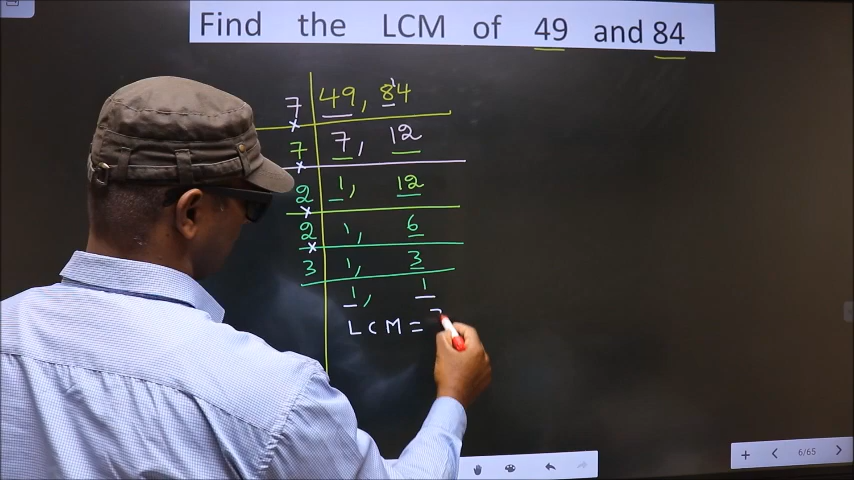 Find the LCM of 49 and 84
7 49, 84
7 7, 12
2 1, 12
2 1, 6
3 1, 3
1, 1
LCM = 7
6/65